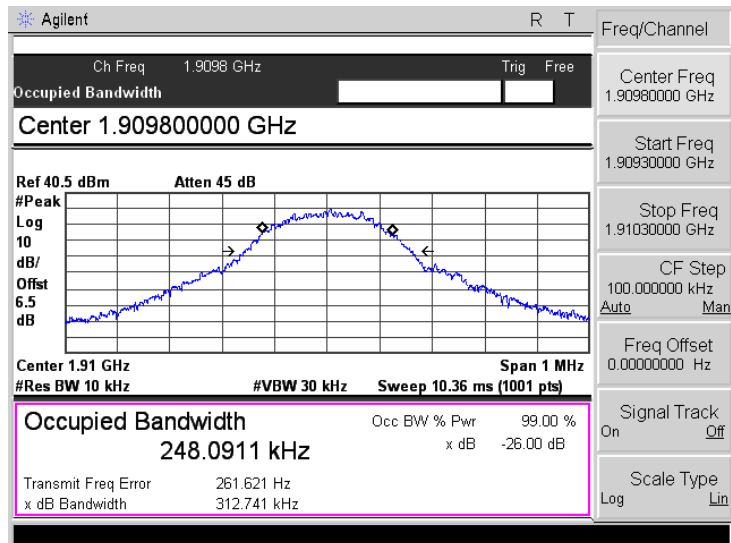 Agilent R T
Freq/Channel
Ch Freq 1.9098 GHz Trig Free
Occupied Bandwidth
Center 1.909800000 GHz
Ref 40.5 dBm Atten 45 dB
#Peak
Log
10
dB/
Offst
6.5
dB
Center 1.91 GHz Span 1 MHz
#Res BW 10 kHz #VBW 30 kHz Sweep 10.36 ms (1001 pts)
Occupied Bandwidth Occ BW % Pwr 99.00 %
248.0911 kHz x dB -26.00 dB
Transmit Freq Error 261.621 Hz
x dB Bandwidth 312.741 kHz
Center Freq
1.90980000 GHz
Start Freq
1.90930000 GHz
Stop Freq
1.91030000 GHz
CF Step
100.000000 kHz
Auto Man
Freq Offset
0.00000000 Hz
Signal Track
On Off
Scale Type
Log Lin